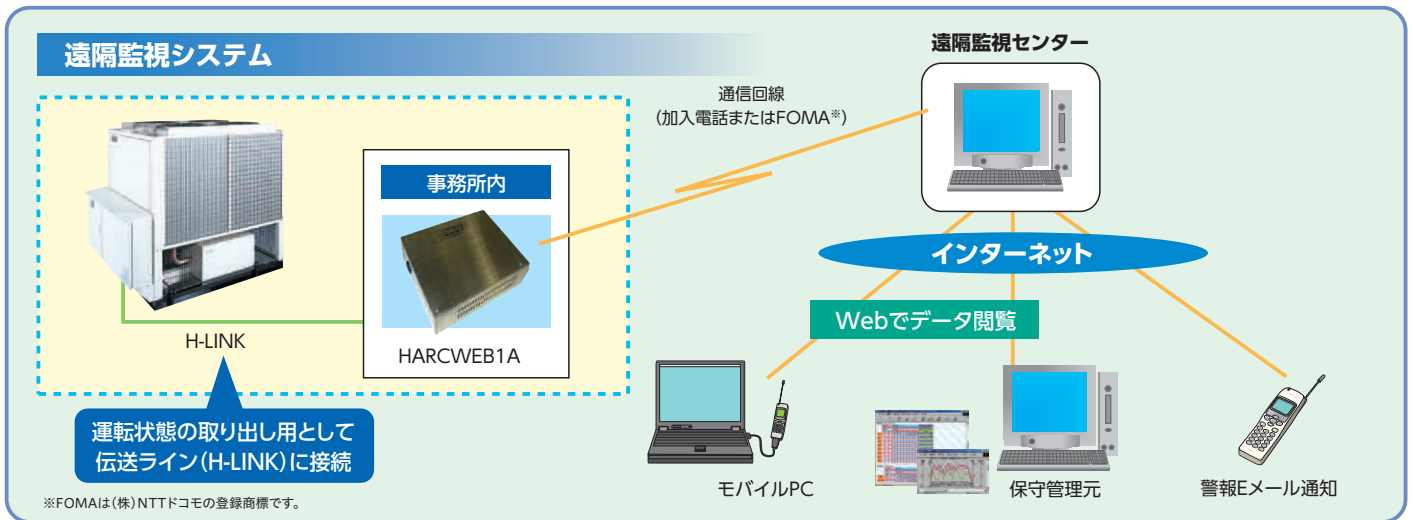 遠隔監視システム
遠隔監視センター
通信回線
(加入電話またはFOMA※)
事務所内
HARCWEB1A
H-LINK
運転状態の取り出し用として
伝送ライン(H-LINK)に接続
インターネット
Webでデータ閲覧
モバイルPC
保守管理元
警報Eメール通知
※FOMAは(株)NTTドコモの登録商標です。